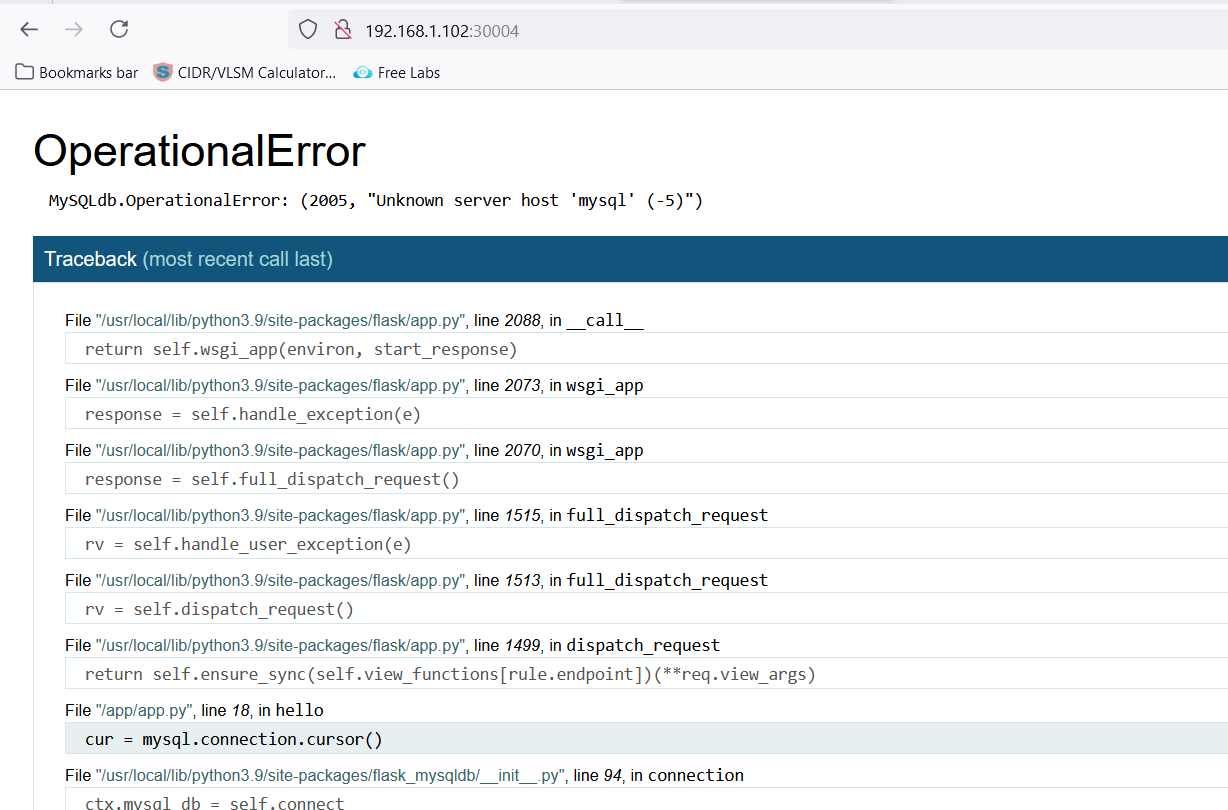 192.168.1.102:30004
Bookmarks bar CIDR/VLSM Calculator... Free Labs
OperationalError
MySQLdb.OperationalError: (2005, "Unknown server host 'mysql' (-5)")
Traceback (most recent call last)
File "/usr/local/lib/python3.9/site-packages/flask/app.py", line 2088, in __call__
return self.wsgi_app(environ, start_response)
File "/usr/local/lib/python3.9/site-packages/flask/app.py", line 2073, in wsgi_app
response = self.handle_exception(e)
File "/usr/local/lib/python3.9/site-packages/flask/app.py", line 2070, in wsgi_app
response = self.full_dispatch_request()
File "/usr/local/lib/python3.9/site-packages/flask/app.py", line 1515, in full_dispatch_request
rv = self.handle_user_exception(e)
File "/usr/local/lib/python3.9/site-packages/flask/app.py", line 1513, in full_dispatch_request
rv = self.dispatch_request()
File "/usr/local/lib/python3.9/site-packages/flask/app.py", line 1499, in dispatch_request
return self.ensure_sync(self.view_functions[rule.endpoint])(**req.view_args)
File "/app/app.py", line 18, in hello
cur = mysql.connection.cursor()
File "/usr/local/lib/python3.9/site-packages/flask_mysqldb/__init__.py", line 94, in connection
ctx.mysql_db = self.connect